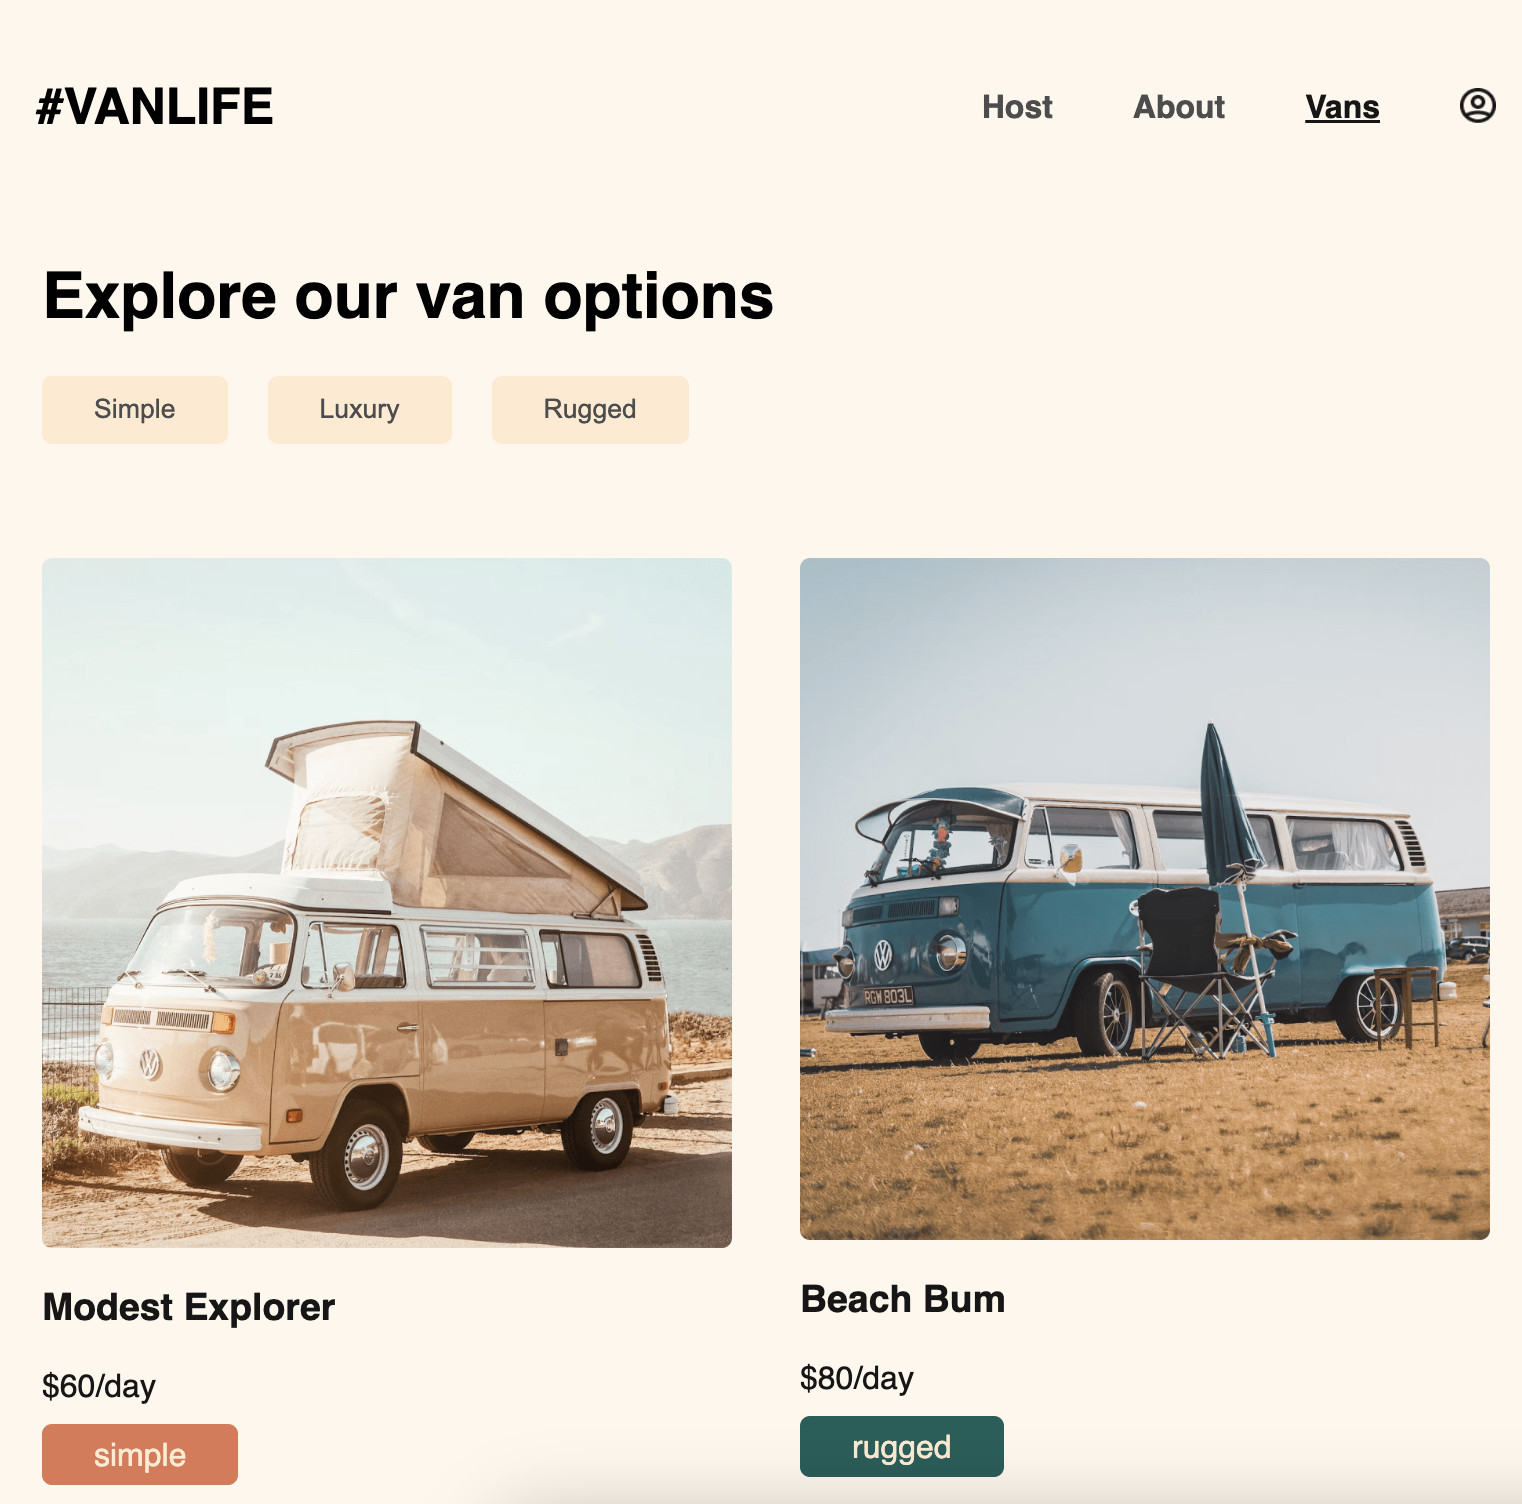 #VANLIFE
Host About Vans
Explore our van options
Simple Luxury Rugged
RGW 803L
Modest Explorer
$60/day
simple
Beach Bum
$80/day
rugged